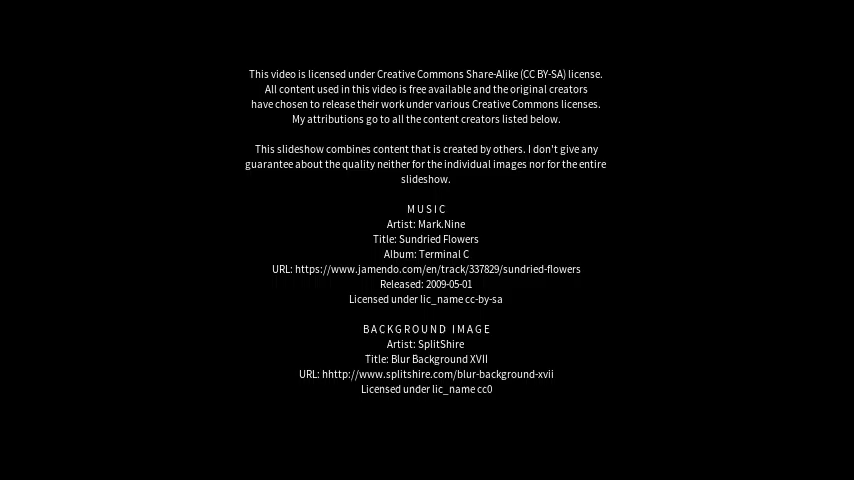 This video is licensed under Creative Commons Share-Alike (CC BY-SA) license.
All content used in this video is free available and the original creators
have chosen to release their work under various Creative Commons licenses.
My attributions go to all the content creators listed below.
This slideshow combines content that is created by others. I don't give any
guarantee about the quality neither for the individual images nor for the entire
slideshow.
MUSIC
Artist: Mark.Nine
Title: Sundried Flowers
Album: Terminal C
URL: https://www.jamendo.com/en/track/337829/sundried-flowers
Released: 2009-05-01
Licensed under lic_name cc-by-sa
BACKGROUND IMAGE
Artist: SplitShire
Title: Blur Background XVII
URL: hhttp://www.splitshire.com/blur-background-xvii
Licensed under lic_name cc0